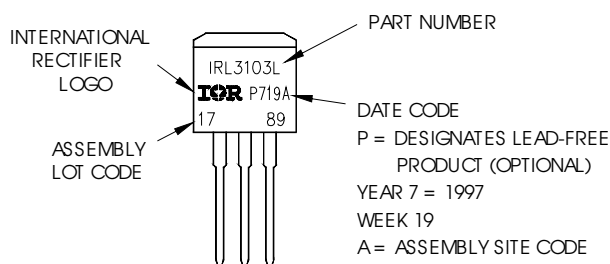 PART NUMBER
INTERNATIONAL
RECTIFIER
LOGO
IRL3103L
IOR P719A
17 89
ASSEMBLY
LOT CODE
DATE CODE
P = DESIGNATES LEAD-FREE
PRODUCT (OPTIONAL)
YEAR 7 = 1997
WEEK 19
A = ASSEMBLY SITE CODE